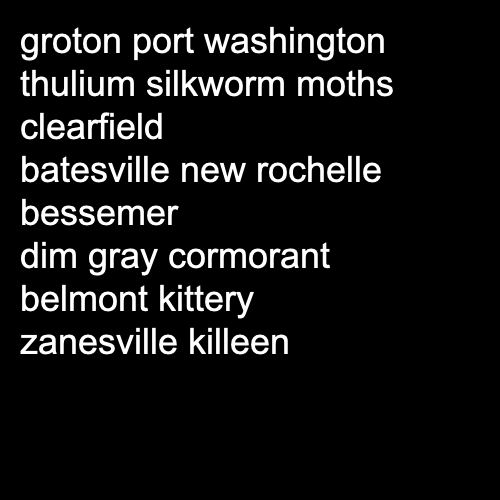 groton port washington
thulium silkworm moths
clearfield
batesville new rochelle
bessemer
dim gray cormorant
belmont kittery
zanesville killeen